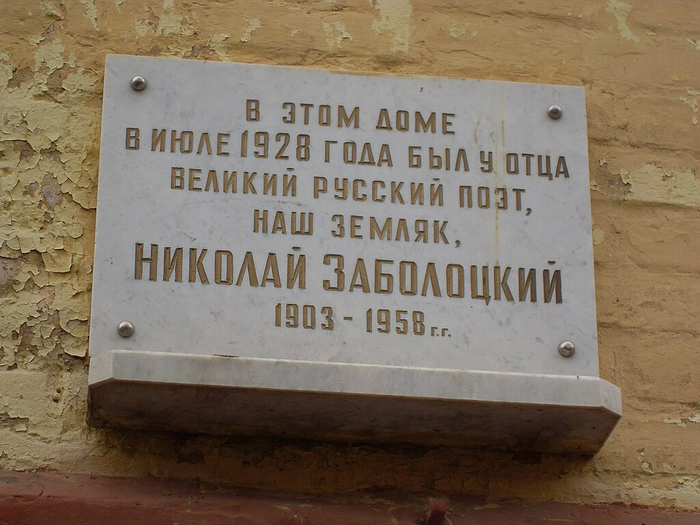 В ЭТОМ ДОМЕ
В ИЮЛЕ 1928 ГОДА БЫЛ У ОТЦА
ВЕЛИКИЙ РУССКИЙ ПОЭТ,
НАШ ЗЕМЛЯК,
НИКОЛАЙ ЗАБОЛОЦКИЙ
1903 - 1958 г.г.